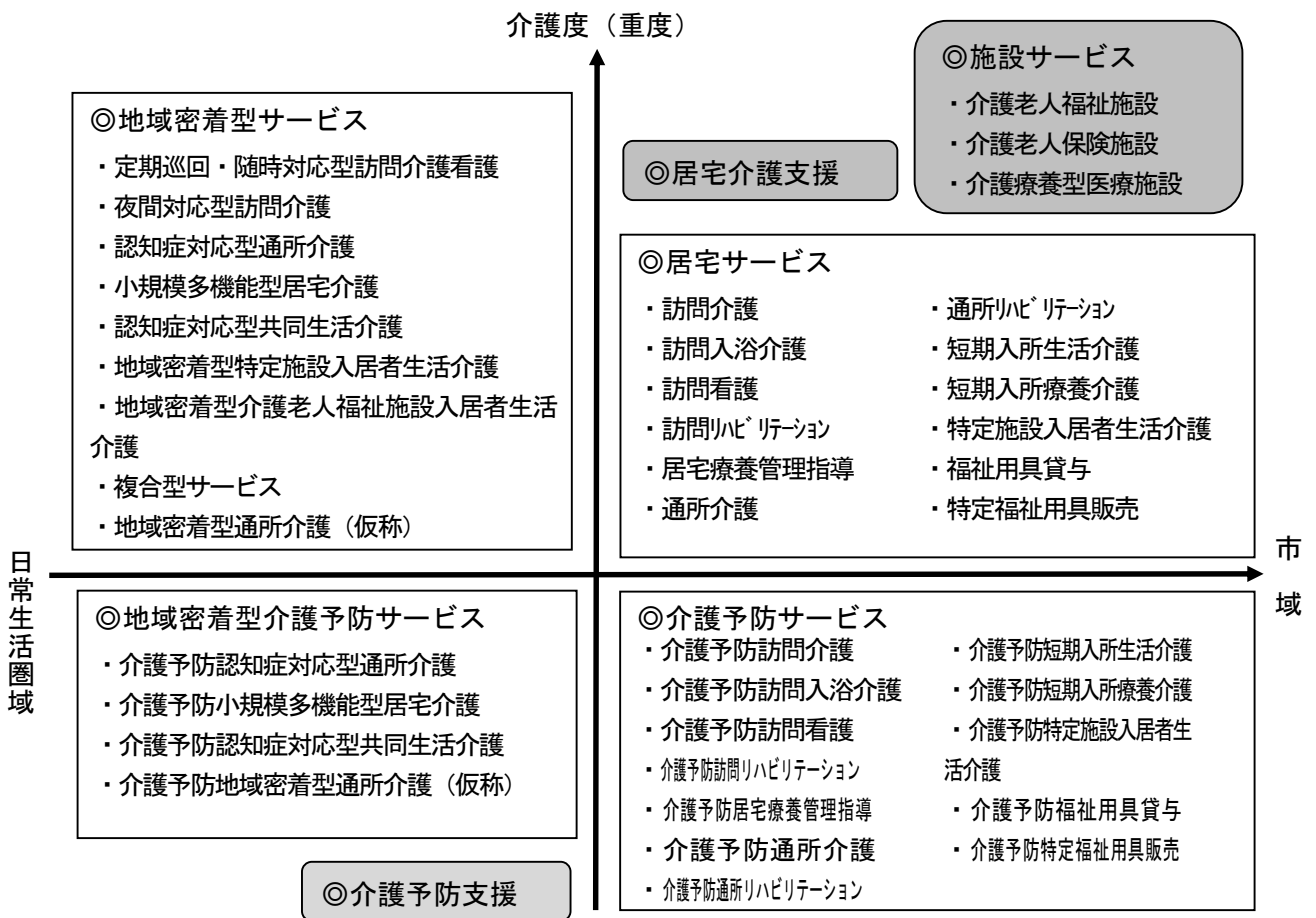 介護度（重度）
◎施設サービス
・介護老人福祉施設
・介護老人保険施設
・介護療養型医療施設
◎居宅介護支援
◎地域密着型サービス
・定期巡回・随時対応型訪問介護看護
・夜間対応型訪問介護
・認知症対応型通所介護
・小規模多機能型居宅介護
・認知症対応型共同生活介護
・地域密着型特定施設入居者生活介護
・地域密着型介護老人福祉施設入居者生活
介護
・複合型サービス
・地域密着型通所介護（仮称）
◎居宅サービス
・訪問介護
・訪問入浴介護
・訪問看護
・訪問ﾘﾊﾋﾞﾘﾃｰｼｮﾝ
・居宅療養管理指導
・通所介護
・通所ﾘﾊﾋﾞﾘﾃｰｼｮﾝ
・短期入所生活介護
・短期入所療養介護
・特定施設入居者生活介護
・福祉用具貸与
・特定福祉用具販売
日常生活圏域
市域
◎地域密着型介護予防サービス
・介護予防認知症対応型通所介護
・介護予防小規模多機能型居宅介護
・介護予防認知症対応型共同生活介護
・介護予防地域密着型通所介護（仮称）
◎介護予防支援
◎介護予防サービス
・介護予防訪問介護
・介護予防訪問入浴介護
・介護予防訪問看護
・介護予防訪問リハビリテーション
・介護予防居宅療養管理指導
・介護予防通所介護
・介護予防通所リハビリテーション
・介護予防短期入所生活介護
・介護予防短期入所療養介護
・介護予防特定施設入居者生
活介護
・介護予防福祉用具貸与
・介護予防特定福祉用具販売